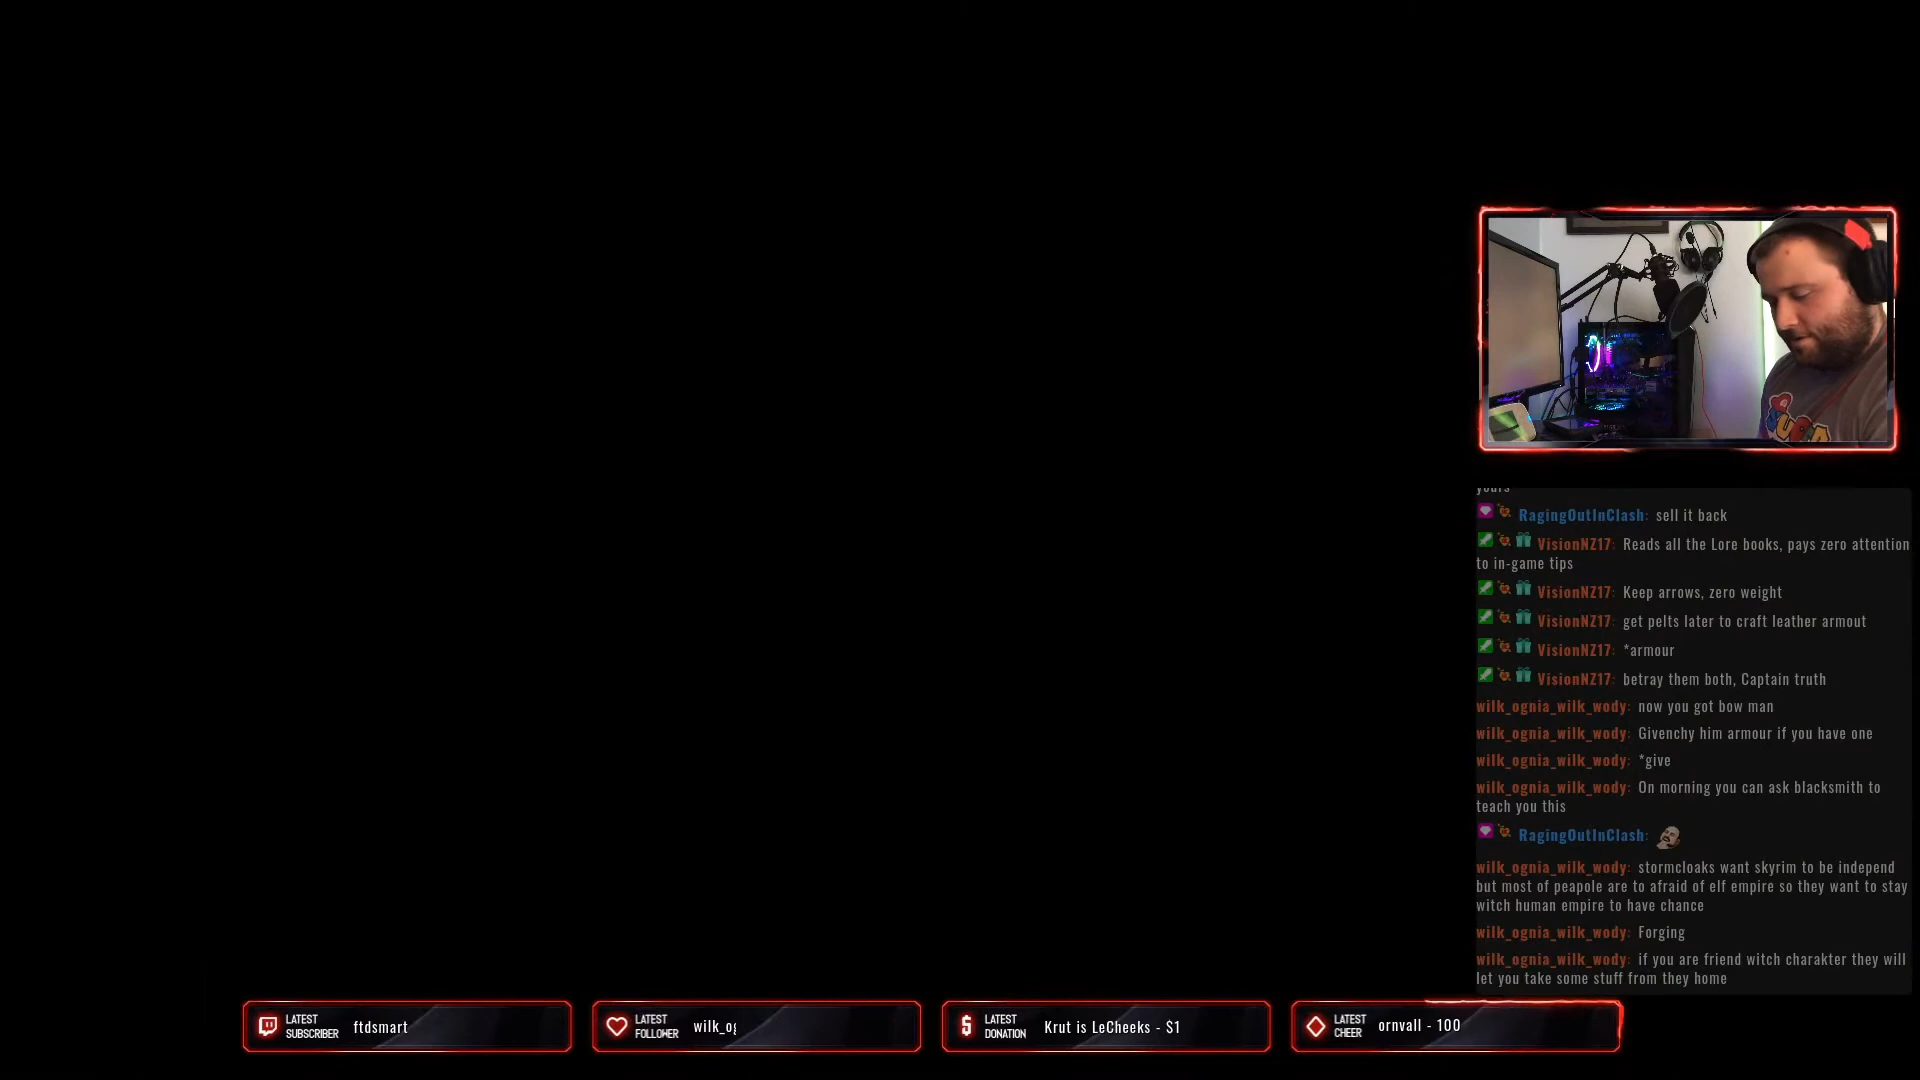 yours
RagingOutInClash: sell it back
VisionNZ17: Reads all the Lore books, pays zero attention
to in-game tips
VisionNZ17: Keep arrows, zero weight
VisionNZ17: get pelts later to craft leather armout
VisionNZ17: *armour
VisionNZ17: betray them both, Captain truth
wilk_ognia_wilk_wody: now you got bow man
wilk_ognia_wilk_wody: Givenchy him armour if you have one
wilk_ognia_wilk_wody: *give
wilk_ognia_wilk_wody: On morning you can ask blacksmith to
teach you this
RagingOutInClash:
wilk_ognia_wilk_wody: stormcloaks want skyrim to be independ
but most of peapole are to afraid of elf empire so they want to stay
witch human empire to have chance
wilk_ognia_wilk_wody: Forging
wilk_ognia_wilk_wody: if you are friend witch charakter they will
let you take some stuff from they home
LATEST
SUBSCRIBER
ftdsmart
LATEST
FOLLOWER
wilk_og
LATEST
DONATION
Krut is LeCheeks - $1
LATEST
CHEER
ornvall - 100